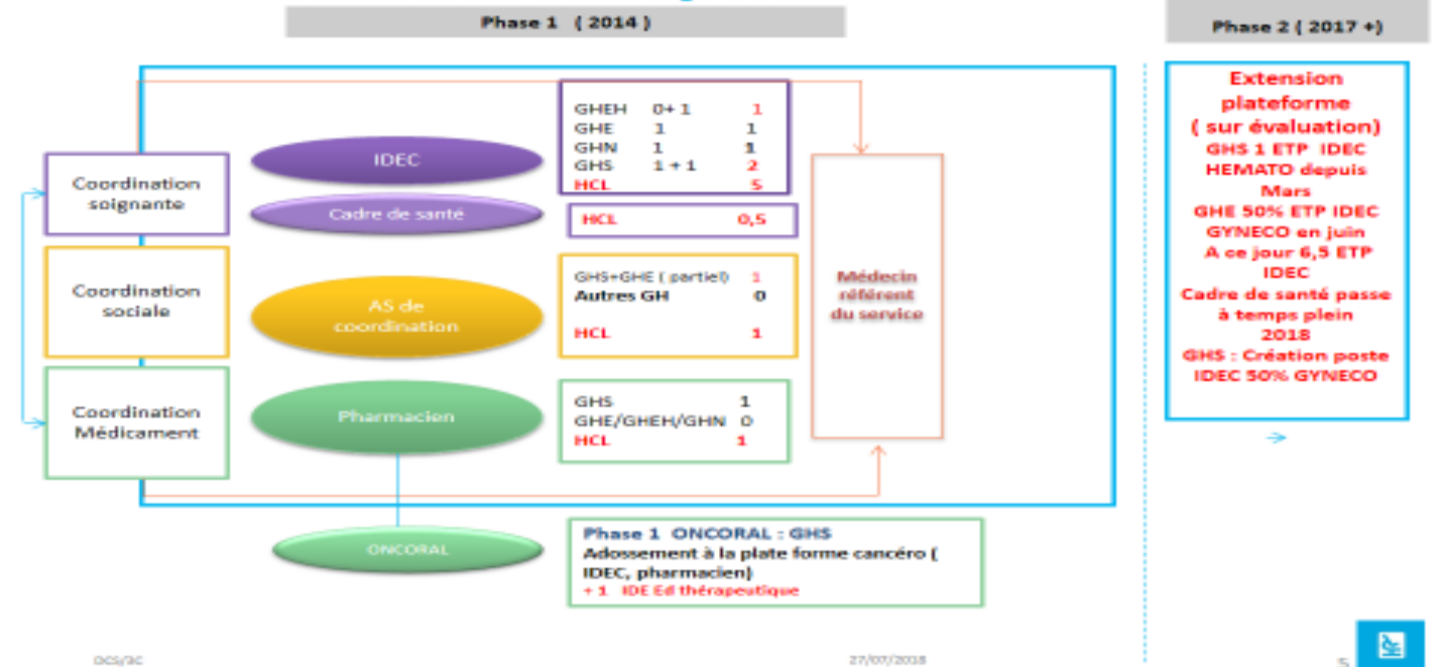 Phase 1 ( 2014 )
Phase 2 ( 2017 +)
Coordination
soignante
Coordination
sociale
Coordination
Médicament
IDEC
Cadre de santé
AS de
coordination
Pharmacien
ONCORAL
GHEH 0+ 1 1
GHE 1 1
GHN 1 1
GHS 1 + 1 2
HCL 5
HCL 0,5
GHS+GHE ( partiel) 1
Autres GH 0
HCL 1
GHS 1
GHE/GHEH/GHN 0
HCL 1
Médecin
référent
du service
Phase 1 ONCORAL : GHS
Adossement à la plate forme cancéro (
IDEC, pharmacien)
+ 1 IDE Ed thérapeutique
Extension
plateforme
( sur évaluation)
GHS 1 ETP IDEC
HEMATO depuis
Mars
GHE 50% ETP IDEC
GYNECO en juin
A ce jour 6,5 ETP
IDEC
Cadre de santé passe
à temps plein
2018
GHS : Création poste
IDEC 50% GYNECO
DCS/3C
27/07/2018
5